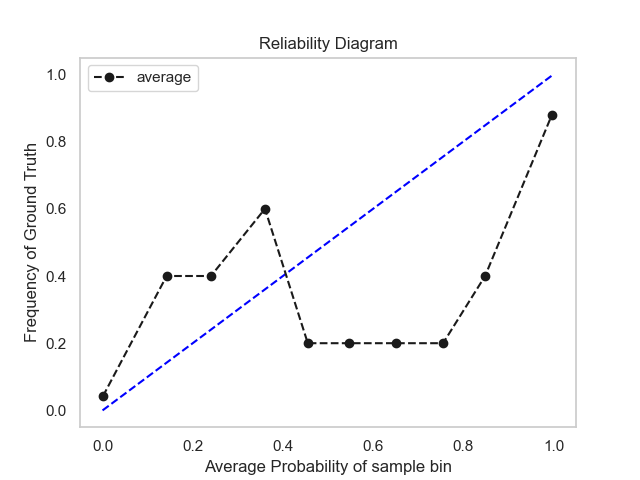 Reliability Diagram
average
1.0
0.8
0.6
0.4
0.2
0.0
Frequency of Ground Truth
0.0 0.2 0.4 0.6 0.8 1.0
Average Probability of sample bin